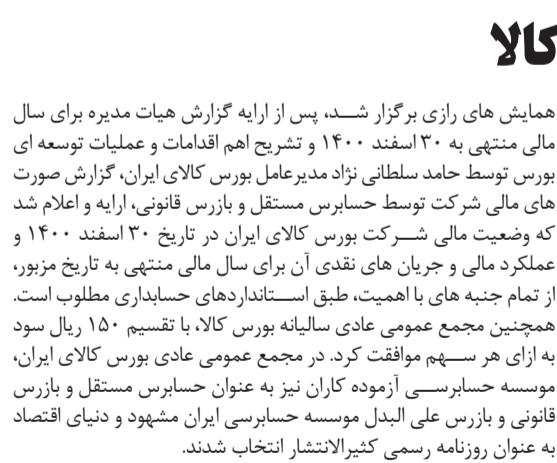 کالا
همایش های رازی برگزار شد، پس از ارایه گزارش هیات مدیره برای سال
مالی منتهی به ۳۰ اسفند ۱۴۰۰ و تشریح اهم اقدامات و عملیات توسعه ای
بورس توسط حامد سلطانی نژاد مدیرعامل بورس کالای ایران، گزارش صورت
های مالی شرکت توسط حسابرس مستقل و بازرس قانونی، ارایه و اعلام شد
که وضعیت مالی شرکت بورس کالای ایران در تاریخ ۳۰ اسفند ۱۴۰۰ و
عملکرد مالی و جریان های نقدی آن برای سال مالی منتهی به تاریخ مزبور،
از تمام جنبه های با اهمیت، طبق استانداردهای حسابداری مطلوب است.
همچنین مجمع عمومی عادی سالیانه بورس کالا، با تقسیم ۱۵۰ ریال سود
به ازای هر سهم موافقت کرد. در مجمع عمومی عادی بورس کالای ایران،
موسسه حسابرسی آزموده کاران نیز به عنوان حسابرس مستقل و بازرس
قانونی و بازرس علی البدل موسسه حسابرسی ایران مشهود و دنیای اقتصاد
به عنوان روزنامه رسمی کثیرالانتشار انتخاب شدند.